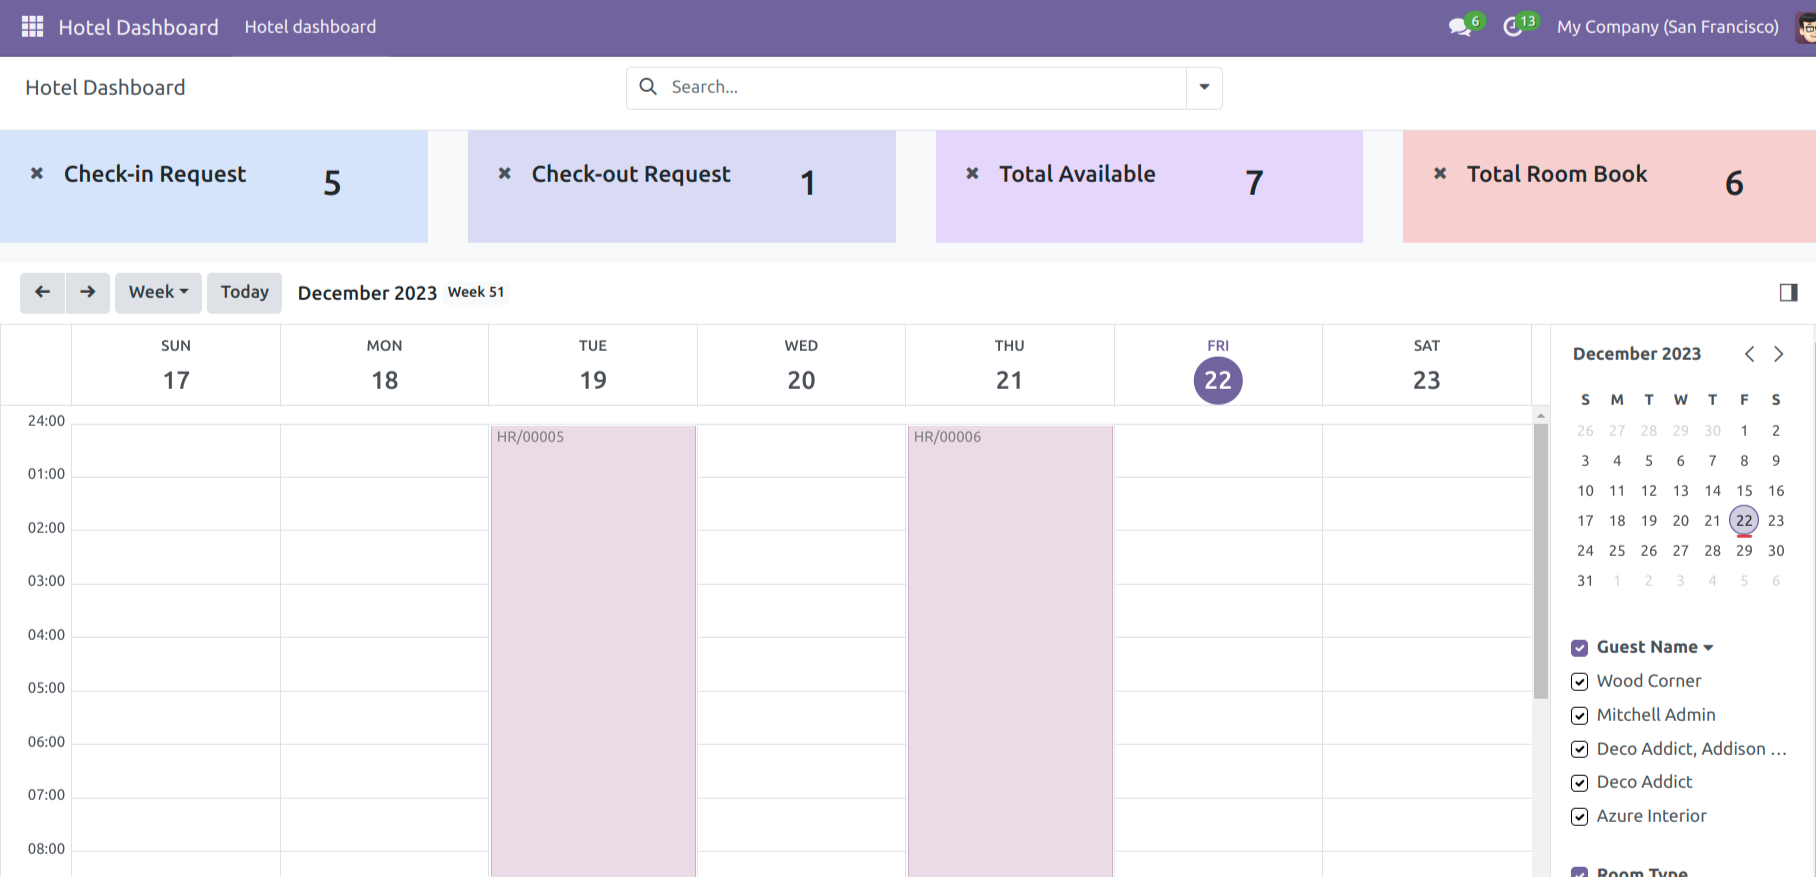 Hotel Dashboard Hotel dashboard 6 13 My Company (San Francisco)
Hotel Dashboard Search...
Check-in Request 5 Check-out Request 1 Total Available 7 Total Room Book 6
Week Today December 2023 Week 51
SUN MON TUE WED THU FRI SAT
17 18 19 20 21 22 23
24:00 HR/00005 HR/00006
01:00
02:00
03:00
04:00
05:00
06:00
07:00
08:00
December 2023
S M T W T F S
26 27 28 29 30 1 2
3 4 5 6 7 8 9
10 11 12 13 14 15 16
17 18 19 20 21 22 23
24 25 26 27 28 29 30
31 1 2 3 4 5 6
Guest Name
Wood Corner
Mitchell Admin
Deco Addict, Addison ...
Deco Addict
Azure Interior
Room Type